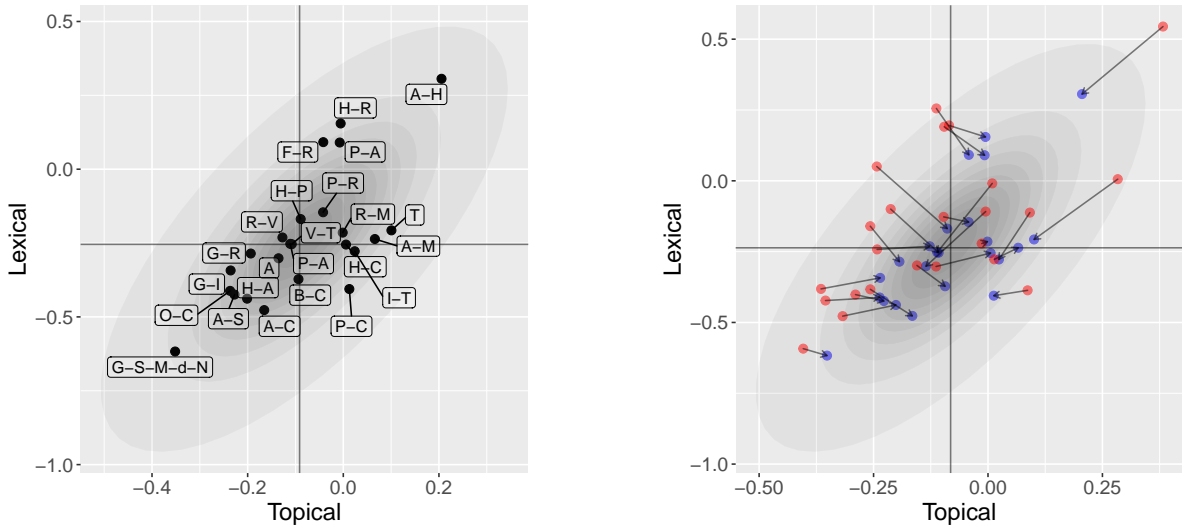 0.5
0.0
−0.5
−1.0
Lexical
A−H
H−R
F−R
P−A
P−R
H−P
R−M
T
R−V
V−T
A−M
G−R
P−A
A
H−C
G−I
H−A
B−C
I−T
O−C
A−S
A−C
P−C
G−S−M−d−N
−0.4
−0.2
0.0
0.2
Topical
0.5
0.0
−0.5
−1.0
Lexical
−0.50
−0.25
0.00
0.25
Topical